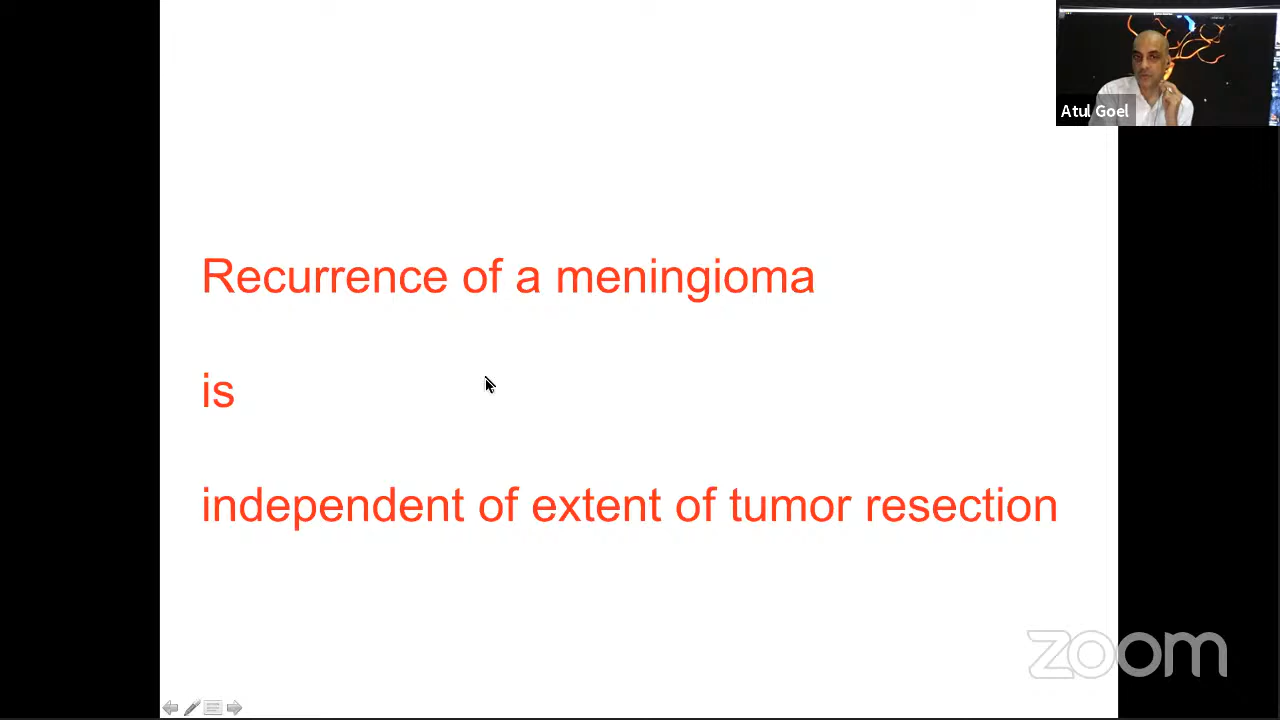 Atul Goel
Recurrence of a meningioma
is
independent of extent of tumor resection
zoom